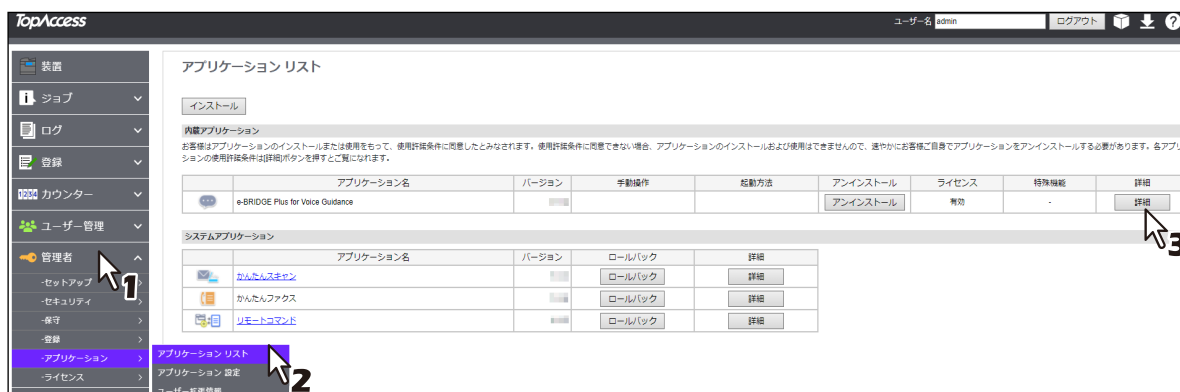 TopAccess ユーザー名 admin ログアウト
装置
ジョブ
ログ
登録
カウンター
ユーザー管理
管理者
-セットアップ
-セキュリティ
-保守
-登録
-アプリケーション
-ライセンス
アプリケーション リスト
アプリケーション 設定
ユーザー拡張情報
1
2
アプリケーション リスト
インストール
内蔵アプリケーション
お客様はアプリケーションのインストールまたは使用をもって、使用許諾条件に同意したとみなされます。使用許諾条件に同意できない場合、アプリケーションのインストールおよび使用はできませんので、速やかにお客様ご自身でアプリケーションをアンインストールする必要があります。各アプリ
ションの使用許諾条件は[詳細]ボタンを押すとご覧になれます。
アプリケーション名 バージョン 手動操作 起動方法 アンインストール ライセンス 特殊機能 詳細
e-BRIDGE Plus for Voice Guidance アンインストール 有効 - 詳細
3
システムアプリケーション
アプリケーション名 バージョン ロールバック 詳細
かんたんスキャン ロールバック 詳細
かんたんファクス ロールバック 詳細
リモートコマンド ロールバック 詳細